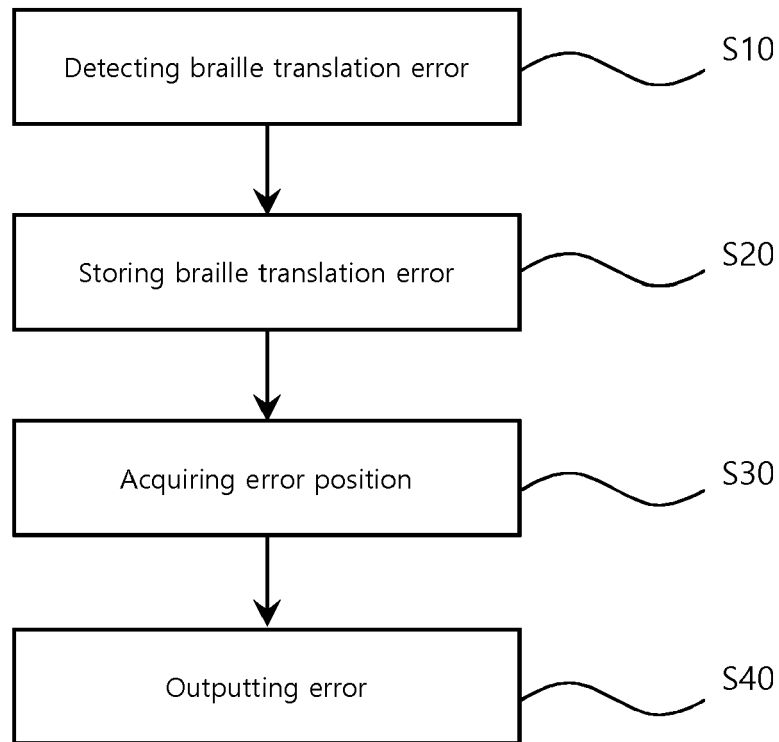 Detecting braille translation error
S10
Storing braille translation error
S20
Acquiring error position
S30
Outputting error
S40